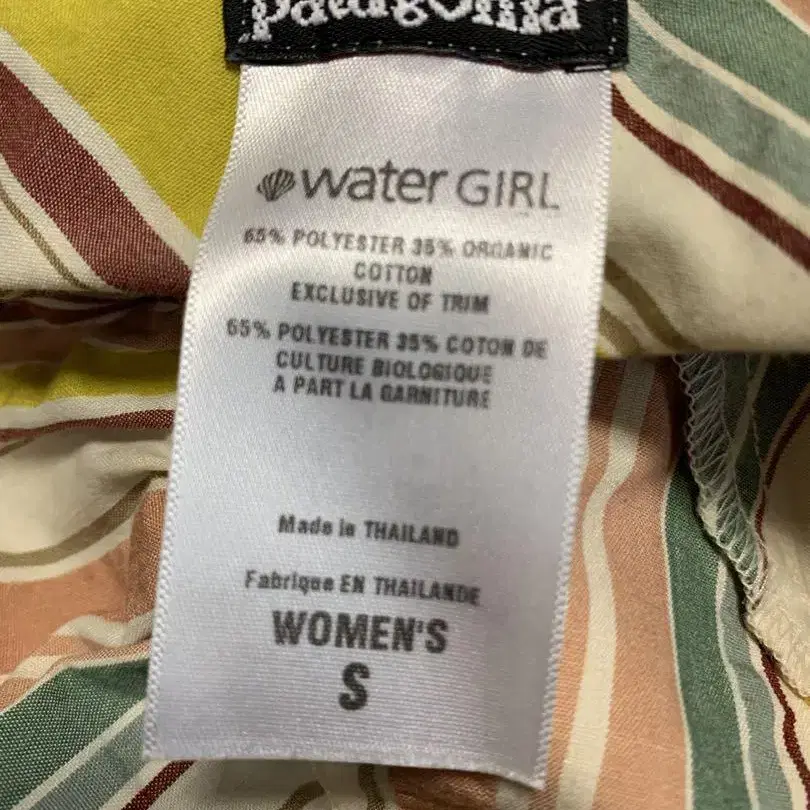 patagonia
water GIRL
65% POLYESTER 35% ORGANIC
COTTON
EXCLUSIVE OF TRIM
65% POLYESTER 35% COTON DE
CULTURE BIOLOGIQUE
A PART LA GARNITURE
Made in THAILAND
Fabrique EN THAILANDE
WOMEN'S
S